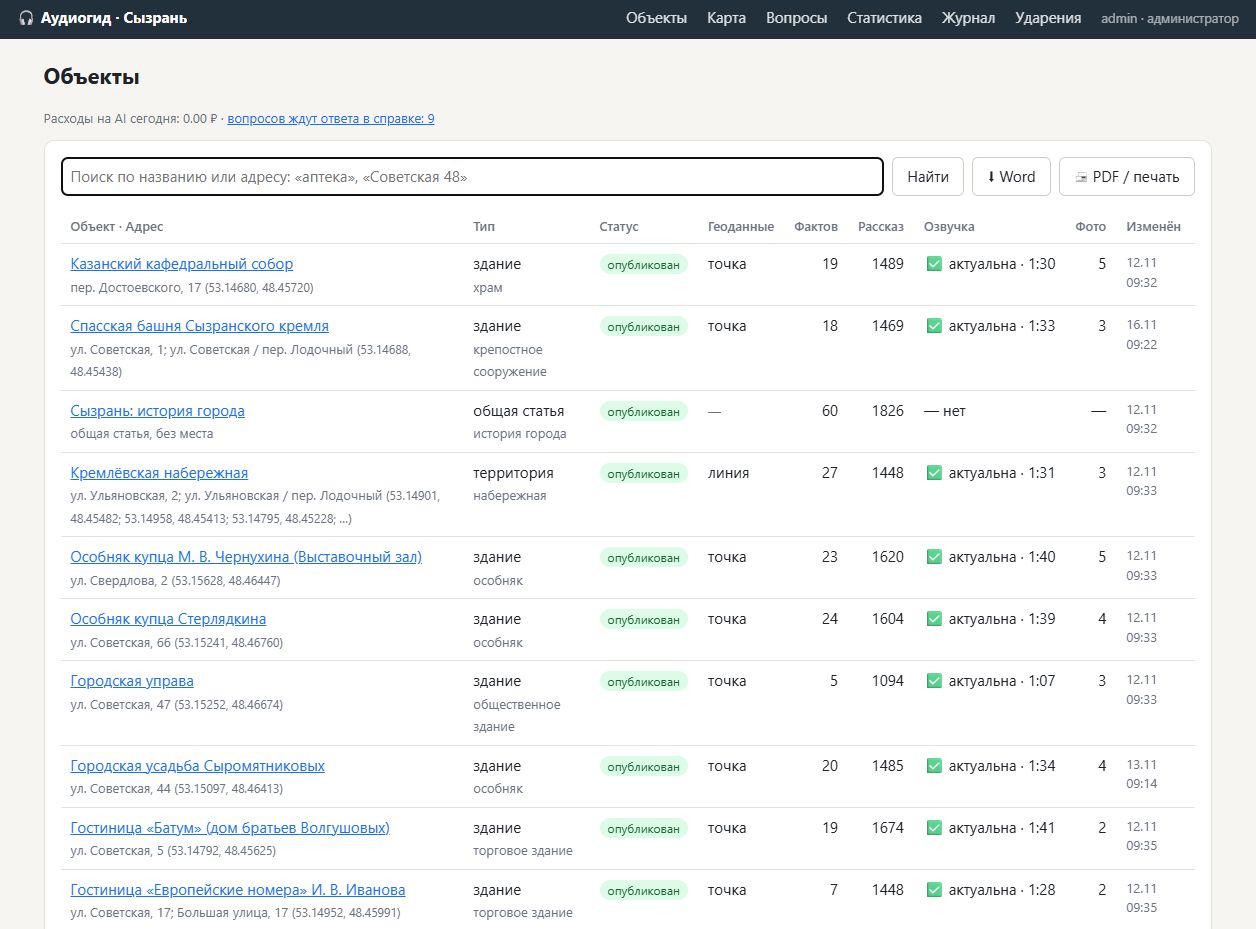 Аудиогид · Сызрань
Объекты Карта Вопросы Статистика Журнал Ударения admin · администратор
Объекты
Расходы на AI сегодня: 0.00 ₽ · вопросов ждут ответа в справке: 9
Поиск по названию или адресу: «аптека», «Советская 48» Найти ⬇ Word PDF / печать
Объект · Адрес Тип Статус Геоданные Фактов Рассказ Озвучка Фото Изменён
Казанский кафедральный собор здание опубликован точка 19 1489 ✅ актуальна · 1:30 5 12.11
пер. Достоевского, 17 (53.14680, 48.45720) храм 09:32
Спасская башня Сызранского кремля здание опубликован точка 18 1469 ✅ актуальна · 1:33 3 16.11
ул. Советская, 1; ул. Советская / пер. Лодочный (53.14688, крепостное 09:22
48.45438) сооружение
Сызрань: история города общая статья опубликован — 60 1826 — нет — 12.11
общая статья, без места история города 09:32
Кремлёвская набережная территория опубликован линия 27 1448 ✅ актуальна · 1:31 3 12.11
ул. Ульяновская, 2; ул. Ульяновская / пер. Лодочный (53.14901, набережная 09:33
48.45482; 53.14958, 48.45413; 53.14795, 48.45228; ...)
Особняк купца М. В. Чернухина (Выставочный зал) здание опубликован точка 23 1620 ✅ актуальна · 1:40 5 12.11
ул. Свердлова, 2 (53.15628, 48.46447) особняк 09:33
Особняк купца Стерлядкина здание опубликован точка 24 1604 ✅ актуальна · 1:39 4 12.11
ул. Советская, 66 (53.15241, 48.46760) особняк 09:33
Городская управа здание опубликован точка 5 1094 ✅ актуальна · 1:07 3 12.11
ул. Советская, 47 (53.15252, 48.46674) общественное 09:33
здание
Городская усадьба Сыромятниковых здание опубликован точка 20 1485 ✅ актуальна · 1:34 4 13.11
ул. Советская, 44 (53.15097, 48.46413) особняк 09:14
Гостиница «Батум» (дом братьев Волгушовых) здание опубликован точка 19 1674 ✅ актуальна · 1:41 2 12.11
ул. Советская, 5 (53.14792, 48.45625) торговое здание 09:35
Гостиница «Европейские номера» И. В. Иванова здание опубликован точка 7 1448 ✅ актуальна · 1:28 2 12.11
ул. Советская, 17; Большая улица, 17 (53.14952, 48.45991) торговое здание 09:35